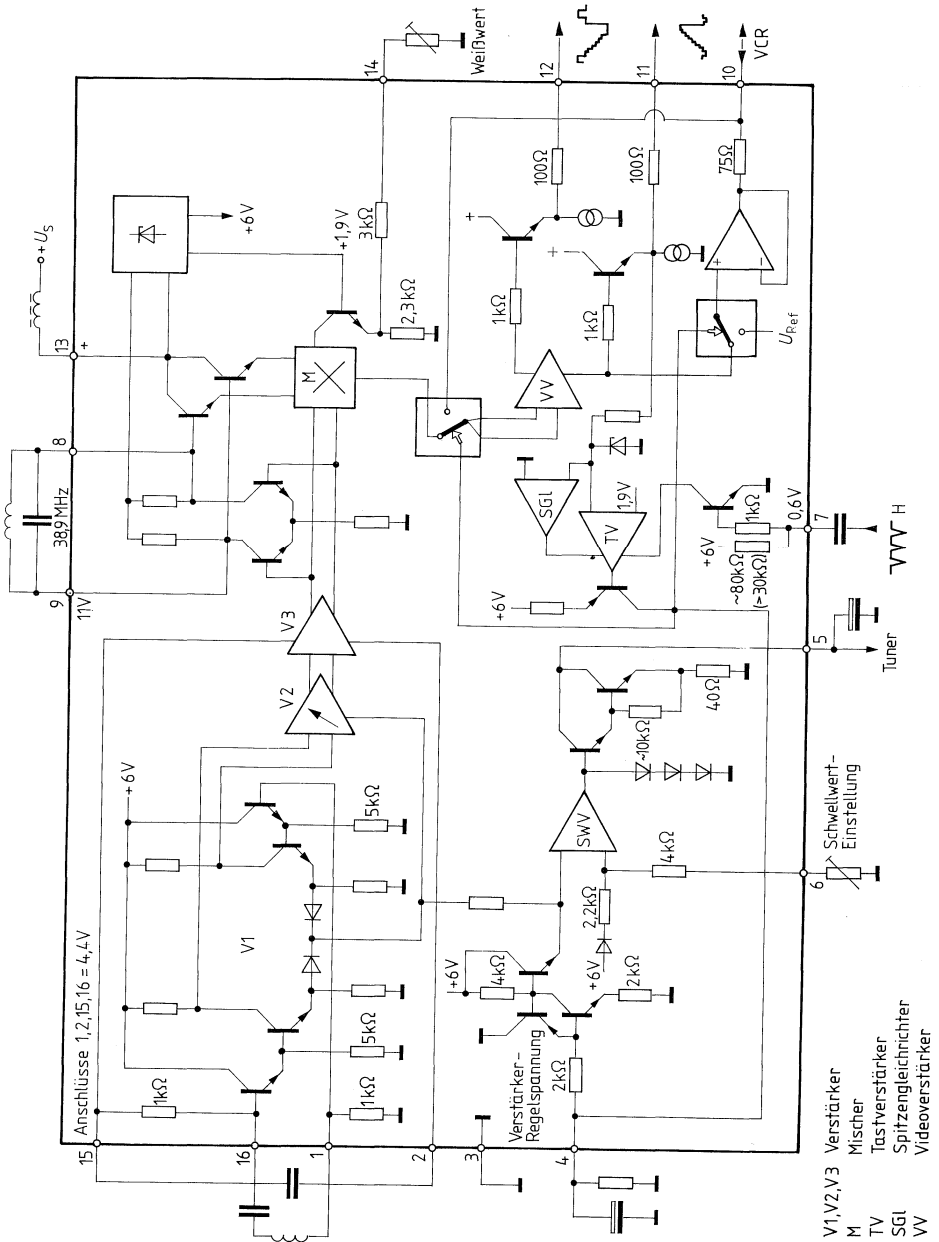 Anschlüsse 1,2,15,16 = 4,4V
15
16
1
2
3
4
1kΩ
1kΩ
5kΩ
5kΩ
+6V
V1
V2
V3
9
11V
38,9MHz
8
13
+
+U_S
+6V
M
+1,9V
3kΩ
2,3kΩ
14
Weißwert
Verstärker-
Regelspannung
2kΩ
+6V
4kΩ
2kΩ
+6V
2,2kΩ
4kΩ
SWV
~10kΩ
40Ω
6
Schwellwert-
Einstellung
5
Tuner
+6V
TV
1,9V
SGl
VV
1kΩ
1kΩ
+
+
100Ω
100Ω
12
11
10
VCR
75Ω
+
−
U_Ref
+6V
~80kΩ
(>30kΩ)
1kΩ
0,6V
7
H
V1,V2,V3 Verstärker
M Mischer
TV Tastverstärker
SGl Spitzengleichrichter
VV Videoverstärker